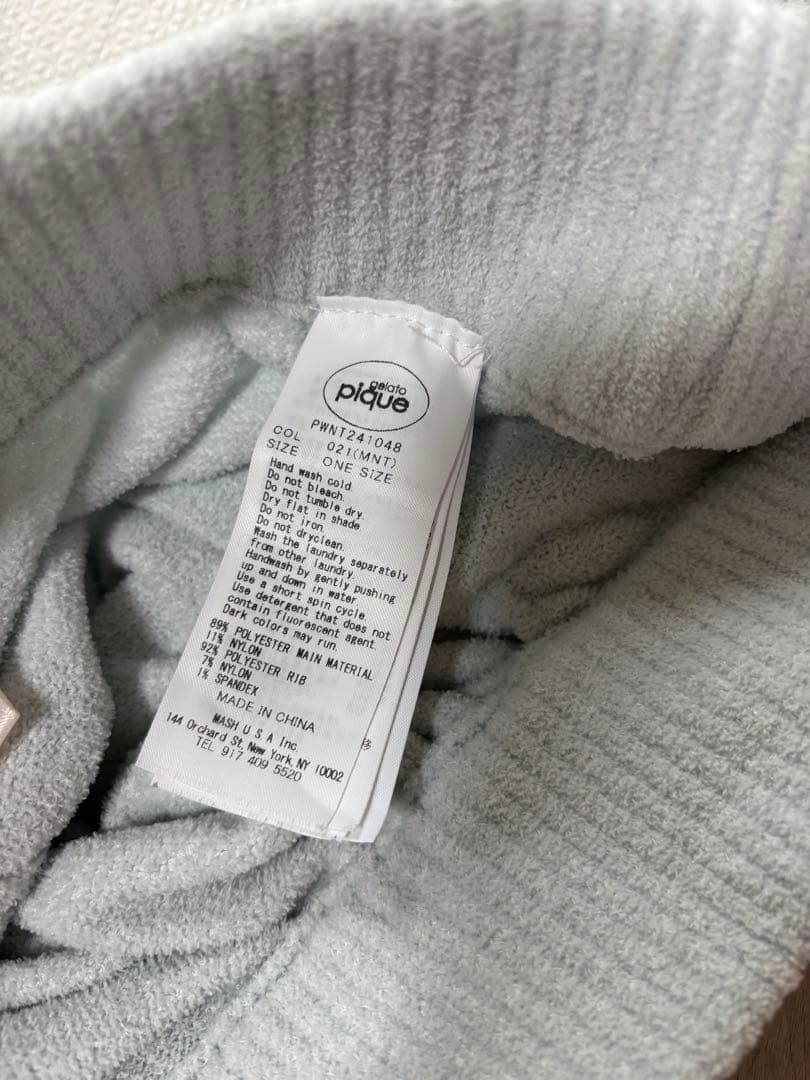 gelato
pique
PWNT241048
COL 021(MNT)
SIZE ONE SIZE
Hand wash cold.
Do not bleach.
Do not tumble dry.
Dry flat in shade
Do not iron.
Do not dryclean.
Wash the laundry separately
from other laundry.
Handwash by gently pushing
up and down in water
Use a short spin cycle
Use detergent that does not
contain fluorescent agent.
Dark colors may run.
89% POLYESTER MAIN MATERIAL
11% NYLON
92% POLYESTER RIB
7% NYLON
1% SPANDEX
MADE IN CHINA
MASH U S A Inc.
144 Orchard St, New York, NY 10002
TEL 917 409 5520